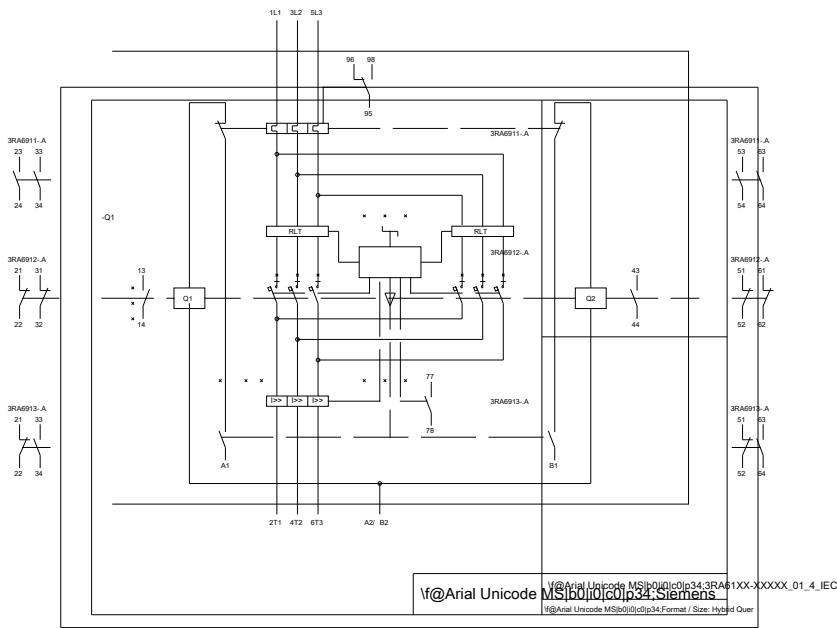 1L1 3L2 5L3
96 98
95
3RA6911-.A
23 33
24 34
3RA6911-.A
3RA6911-.A
53 63
54 64
-Q1
RLT
RLT
3RA6912-.A
21 31
22 32
13
14
Q1
3RA6912-.A
Q2
43
44
3RA6912-.A
51 61
52 62
77
78
I>> I>> I>>
3RA6913-.A
21 33
22 34
3RA6913-.A
3RA6913-.A
51 63
52 64
A1
B1
2T1 4T2 6T3 A2/ B2
\f@Arial Unicode MS|b0|i0|c0|p34;3RA61XX-XXXXX_01_4_IEC
\f@Arial Unicode MS|b0|i0|c0|p34;Siemens
\f@Arial Unicode MS|b0|i0|c0|p34;Format / Size: Hybrid Quer